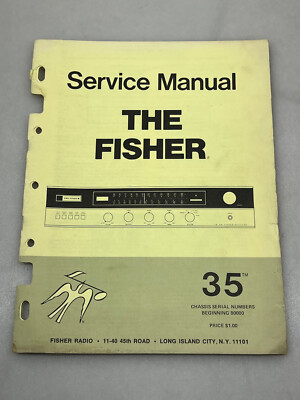 Service Manual
THE
FISHER
35™
CHASSIS SERIAL NUMBERS
BEGINNING 90000
PRICE $1.00
FISHER RADIO • 11-40 45th ROAD • LONG ISLAND CITY, N.Y. 11101